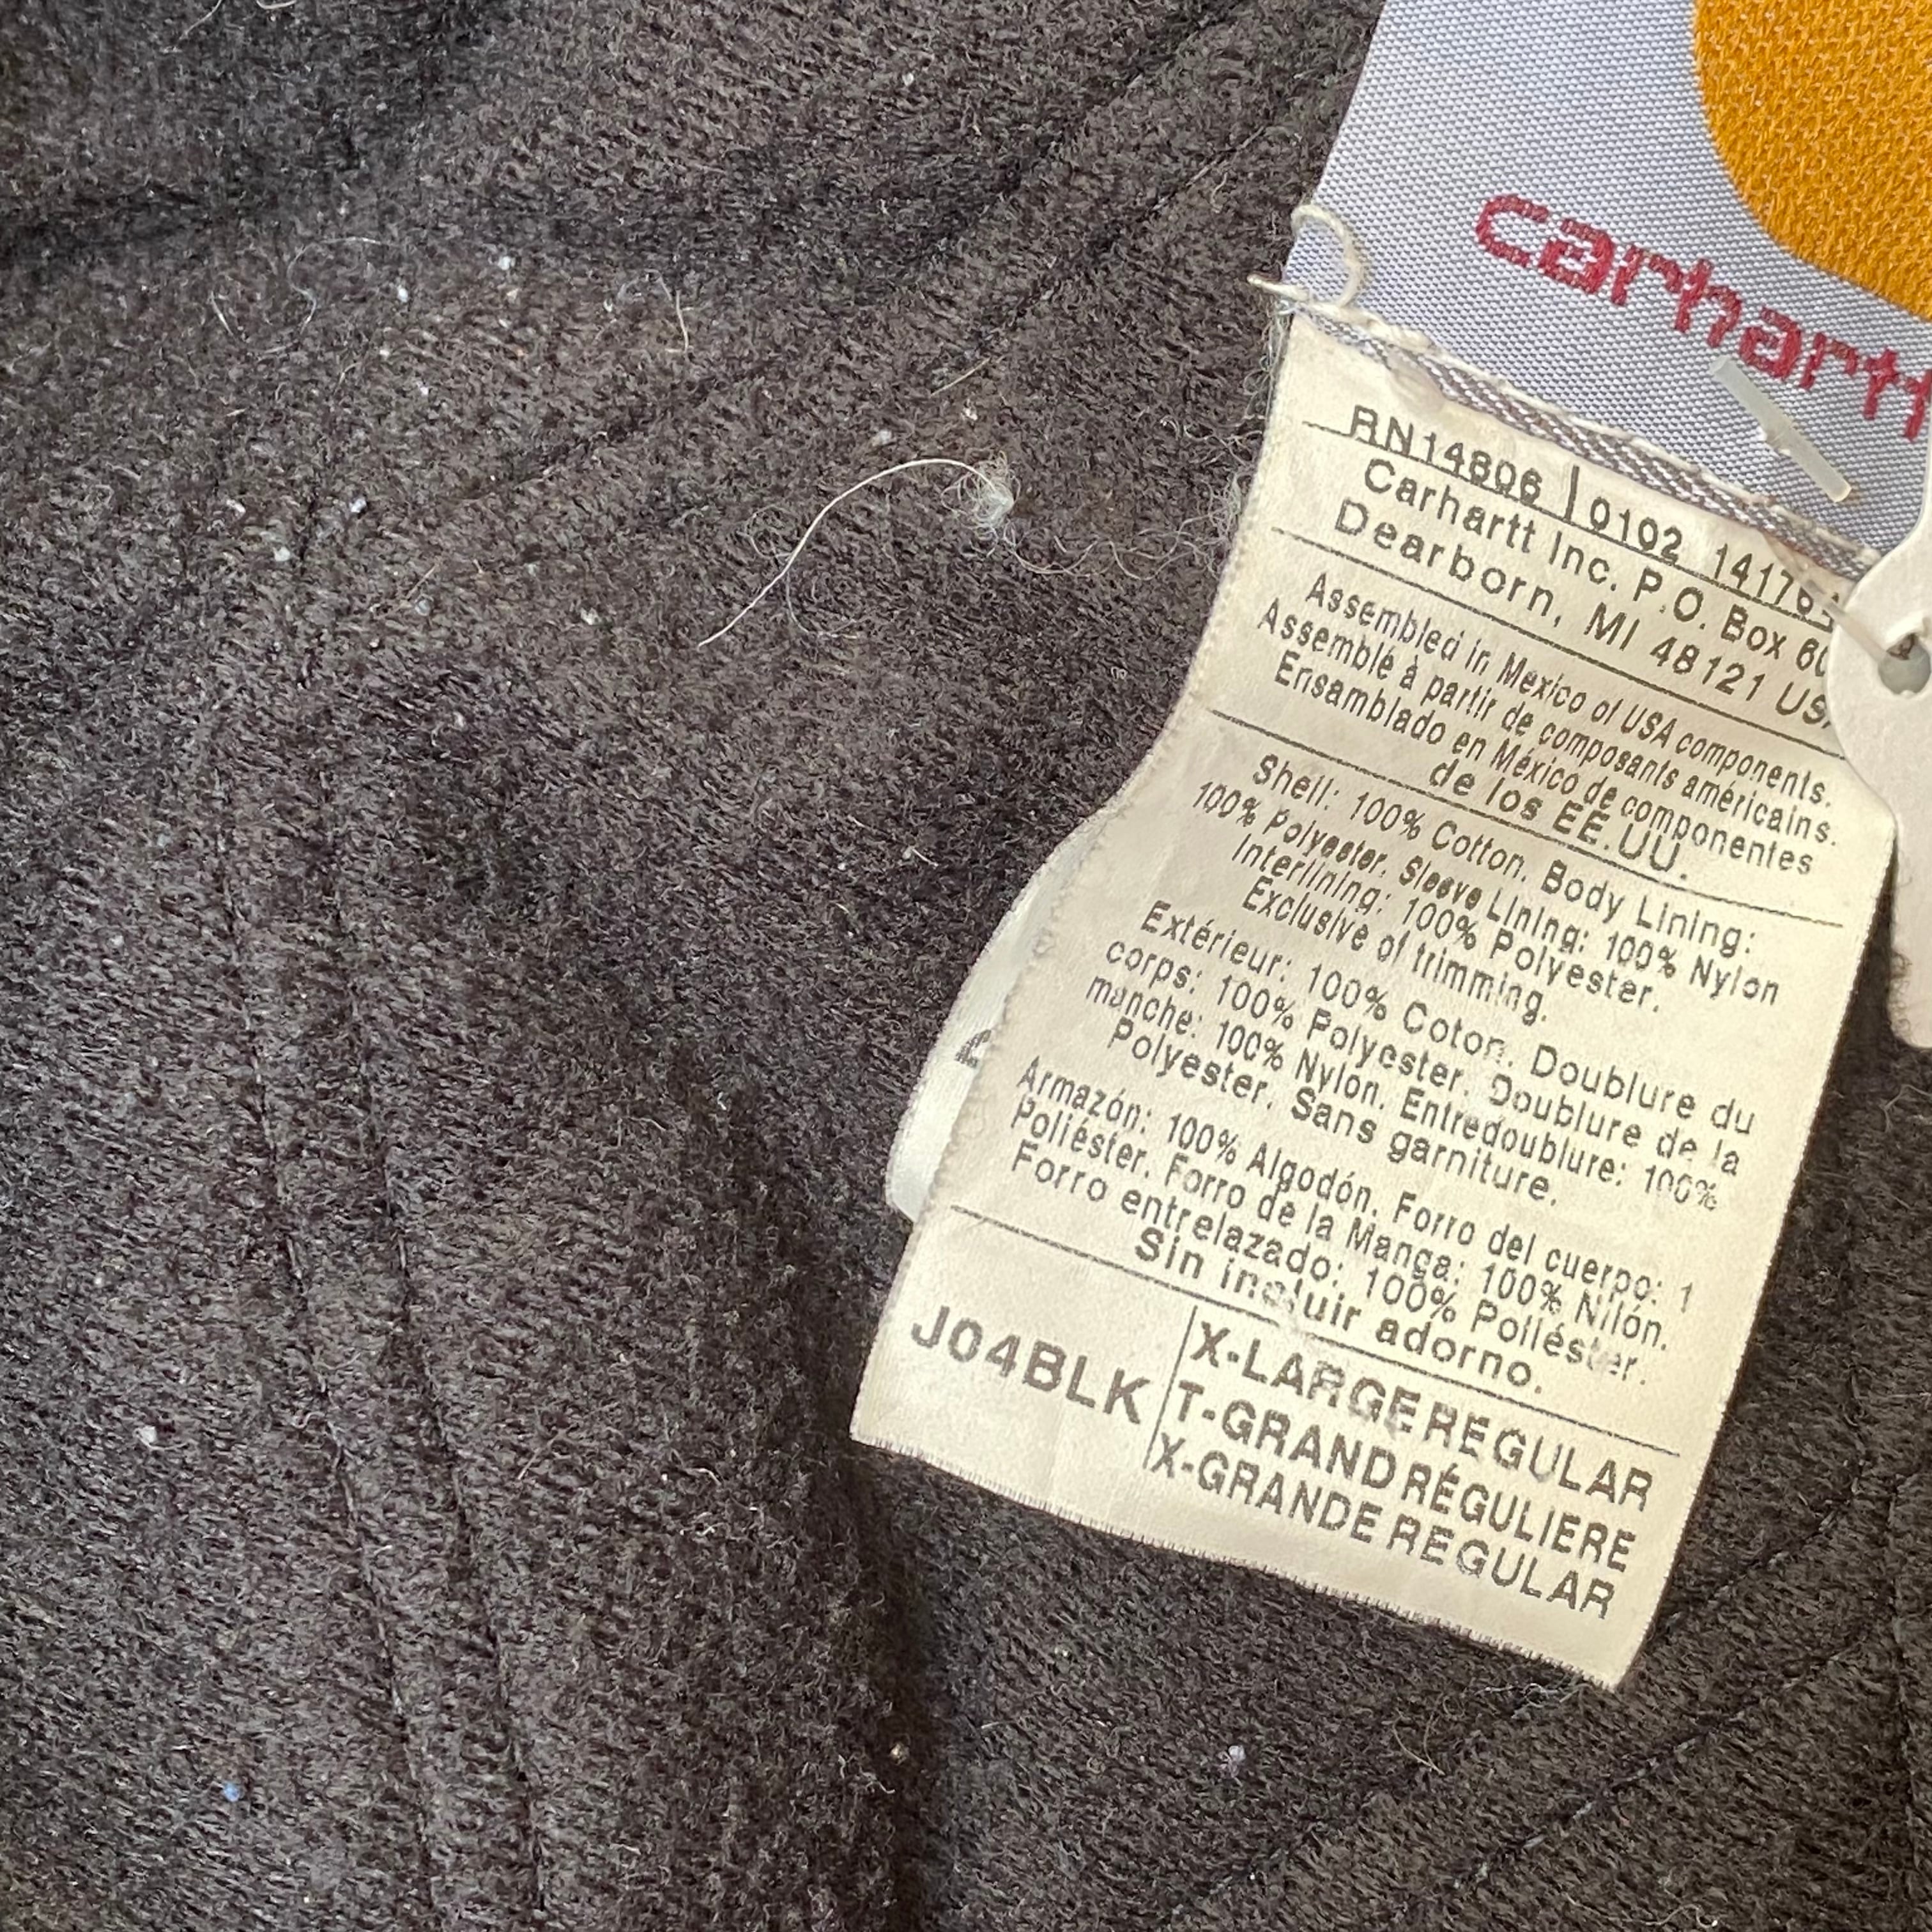 carhartt
RN14806 0102 14176
Carhartt Inc. P.O. Box
Dearborn, MI 48121
Assembled in Mexico of USA components.
Assemblé à partir de composants américains.
Ensamblado en México de componentes
de los EE.UU.
Shell: 100% Cotton. Body Lining:
100% Polyester. Sleeve Lining: 100% Nylon
Interlining: 100% Polyester.
Exclusive of trimming.
Extérieur: 100% Coton. Doublure du
corps: 100% Polyester. Doublure de la
manche: 100% Nylon. Entredoublure: 100%
Polyester. Sans garniture.
Armazón: 100% Algodón. Forro del cuerpo: 1
Poliéster. Forro de la Manga: 100% Nilón.
Forro entrelazado: 100% Poliéster.
Sin incluir adorno.
J04BLK
X-LARGE REGULAR
T-GRAND RÉGULIERE
X-GRANDE REGULAR